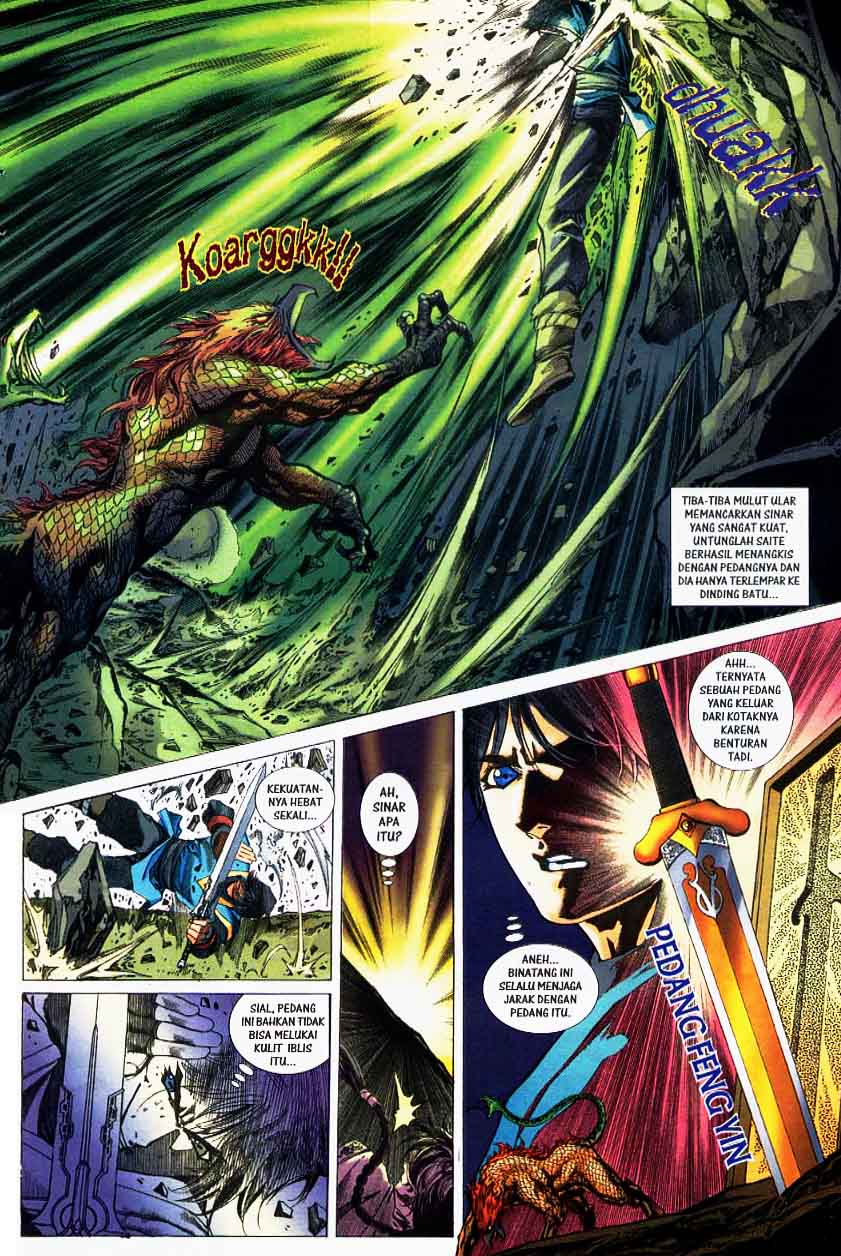 dhuakk
Koarggkk!!
TIBA-TIBA MULUT ULAR
MEMANCARKAN SINAR
YANG SANGAT KUAT,
UNTUNGLAH SAITE
BERHASIL MENANGKIS
DENGAN PEDANGNYA DAN
DIA HANYA TERLEMPAR KE
DINDING BATU...
KEKUATAN-
NYA HEBAT
SEKALI...
SIAL, PEDANG
INI BAHKAN TIDAK
BISA MELUKAI
KULIT IBLIS
ITU...
AH,
SINAR
APA
ITU?
AHH...
TERNYATA
SEBUAH PEDANG
YANG KELUAR
DARI KOTAKNYA
KARENA
BENTURAN
TADI.
ANEH...
BINATANG INI
SELALU MENJAGA
JARAK DENGAN
PEDANG ITU.
PEDANG FENG YIN